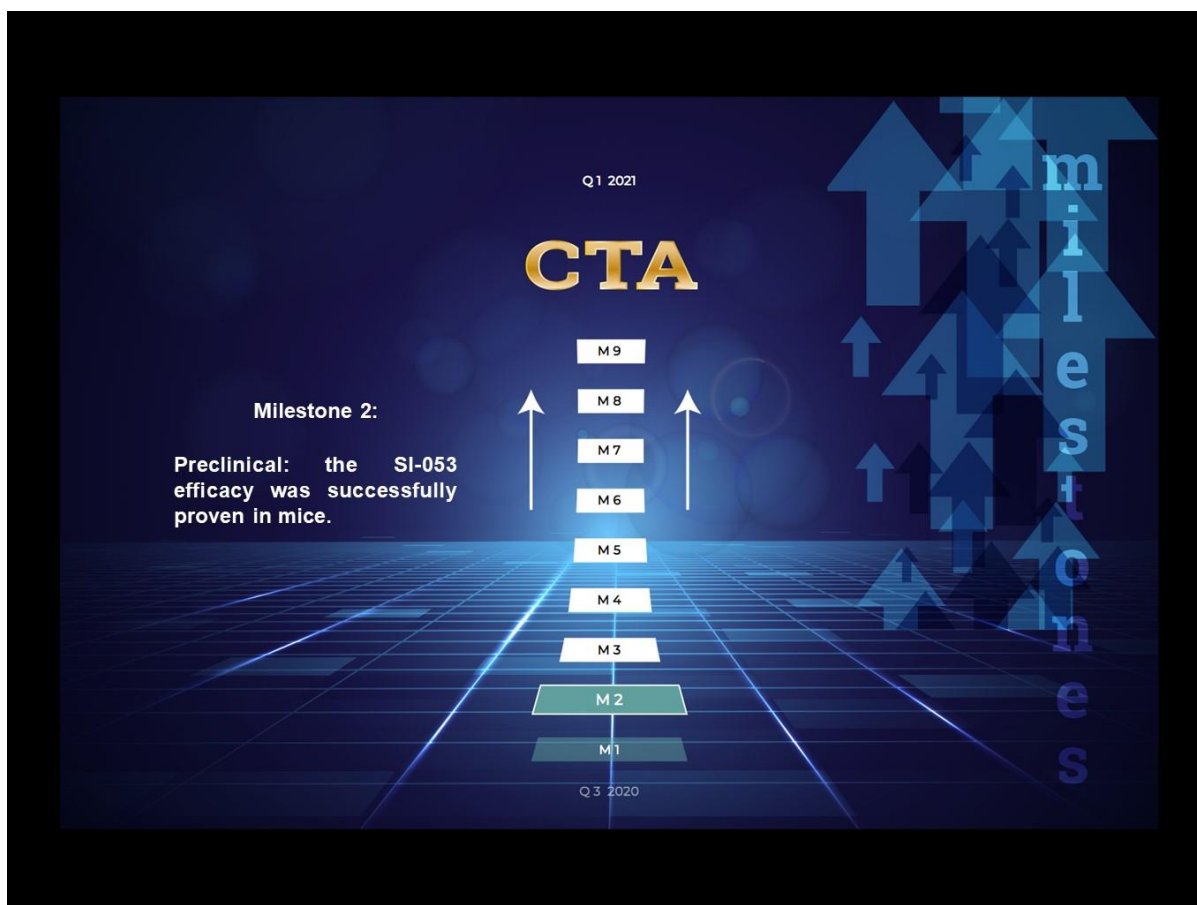 Q1 2021
CTA
M9
M8
M7
M6
M5
M4
M3
M2
M1
Q3 2020
Milestone 2:
Preclinical: the SI-053
efficacy was successfully
proven in mice.
milestones